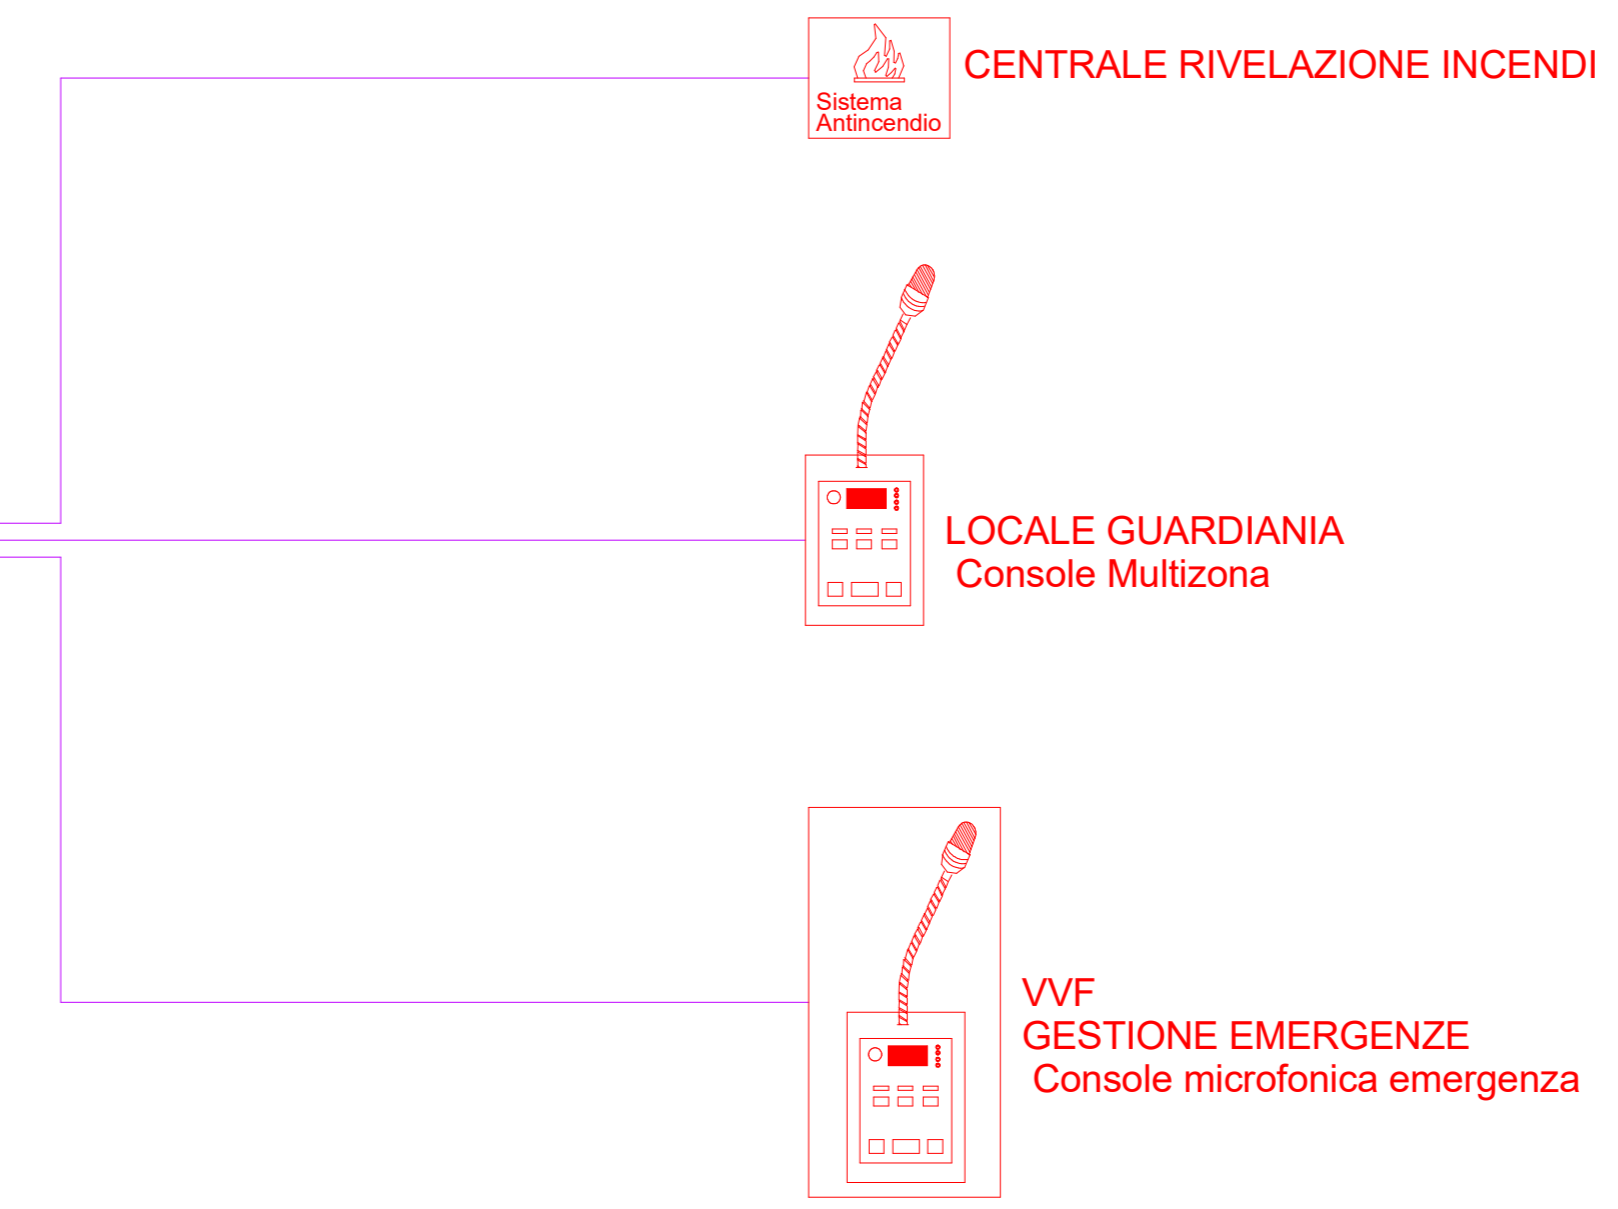 CENTRALE RIVELAZIONE INCENDI
Sistema
Antincendio
LOCALE GUARDIANIA
Console Multizona
VVF
GESTIONE EMERGENZE
Console microfonica emergenza